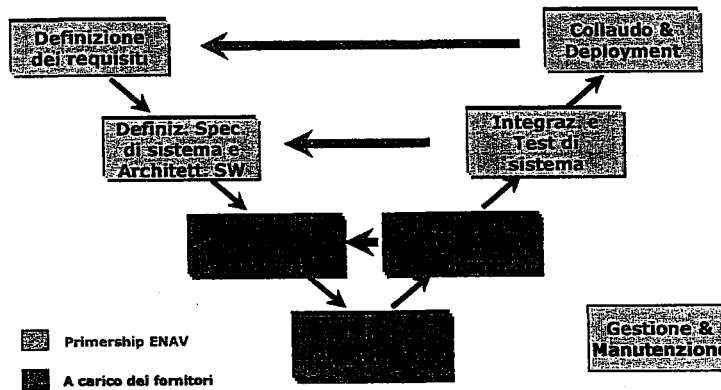 Definizione
dei requisiti
Collaudo &
Deployment
Definiz. Spec.
di sistema e
Architett. SW
Integraz. e
Test di
sistema
Primership ENAV
A carico dei fornitori
Gestione &
Manutenzione